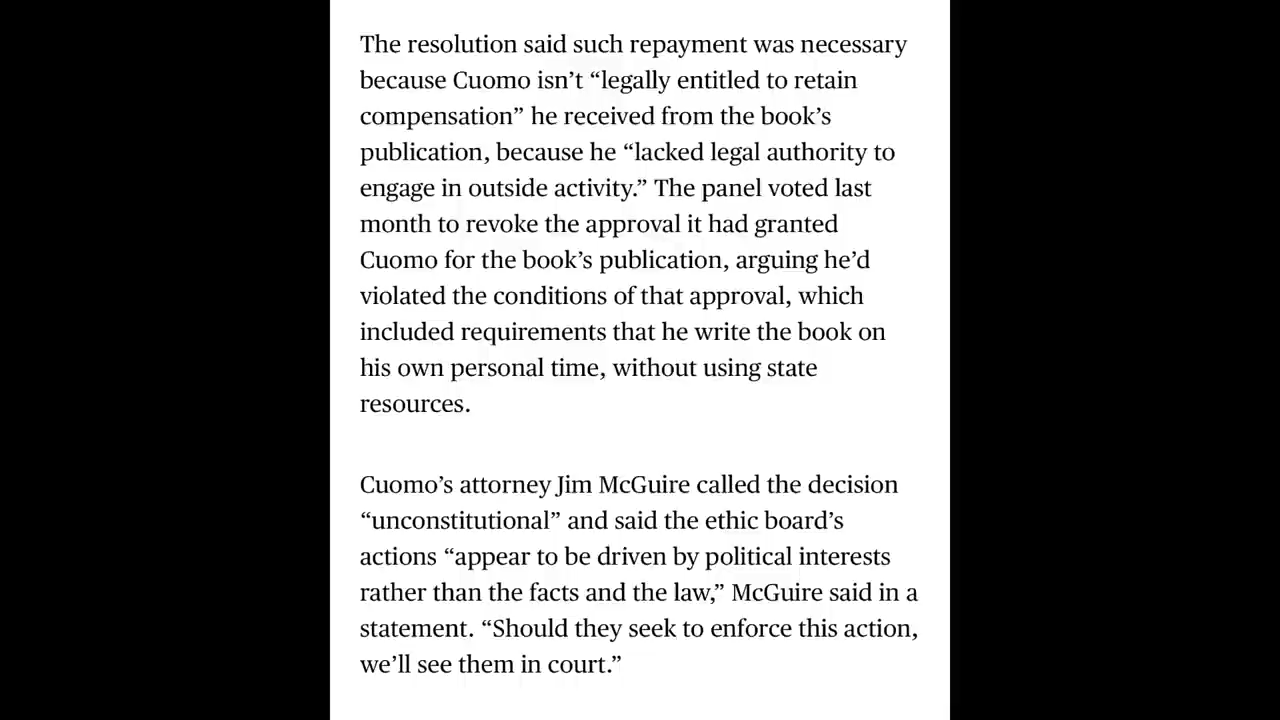 The resolution said such repayment was necessary
because Cuomo isn’t “legally entitled to retain
compensation” he received from the book’s
publication, because he “lacked legal authority to
engage in outside activity.” The panel voted last
month to revoke the approval it had granted
Cuomo for the book’s publication, arguing he’d
violated the conditions of that approval, which
included requirements that he write the book on
his own personal time, without using state
resources.
Cuomo’s attorney Jim McGuire called the decision
“unconstitutional” and said the ethic board’s
actions “appear to be driven by political interests
rather than the facts and the law,” McGuire said in a
statement. “Should they seek to enforce this action,
we’ll see them in court.”